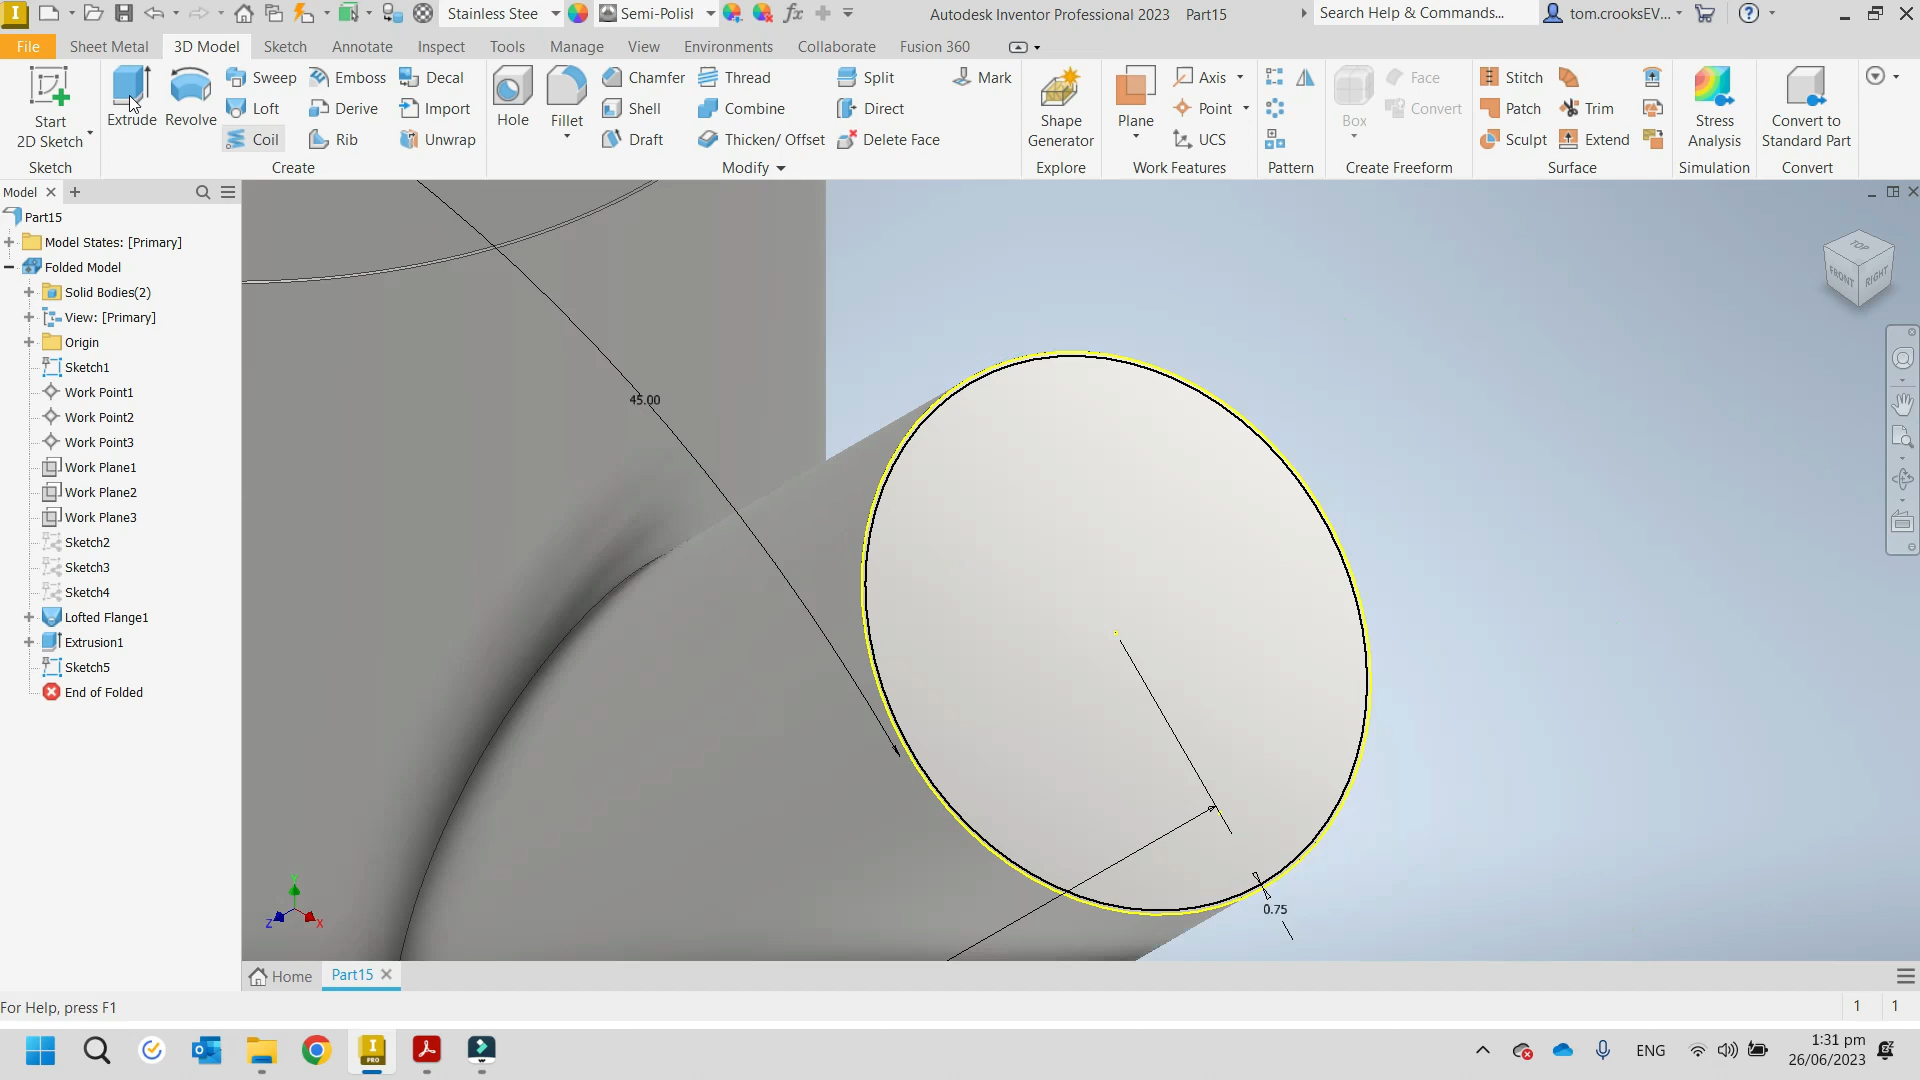 Stainless Stee
Semi-Polish
Autodesk Inventor Professional 2023 Part15
Search Help & Commands...
tom.crooksEV...
File
Sheet Metal
3D Model
Sketch
Annotate
Inspect
Tools
Manage
View
Environments
Collaborate
Fusion 360
Start
2D Sketch
Extrude
Revolve
Sweep
Loft
Coil
Emboss
Derive
Rib
Decal
Import
Unwrap
Hole
Fillet
Chamfer
Shell
Draft
Thread
Combine
Thicken/ Offset
Split
Direct
Delete Face
Mark
Shape
Generator
Plane
Axis
Point
UCS
Box
Face
Convert
Stitch
Patch
Sculpt
Trim
Extend
Stress
Analysis
Convert to
Standard Part
Sketch
Create
Modify
Explore
Work Features
Pattern
Create Freeform
Surface
Simulation
Convert
Model
Part15
Model States: [Primary]
Folded Model
Solid Bodies(2)
View: [Primary]
Origin
Sketch1
Work Point1
Work Point2
Work Point3
Work Plane1
Work Plane2
Work Plane3
Sketch2
Sketch3
Sketch4
Lofted Flange1
Extrusion1
Sketch5
End of Folded
TOP
FRONT
RIGHT
45.00
0.75
Y
Z
X
Home
Part15
For Help, press F1
1 1
PRO
ENG
1:31 pm
26/06/2023